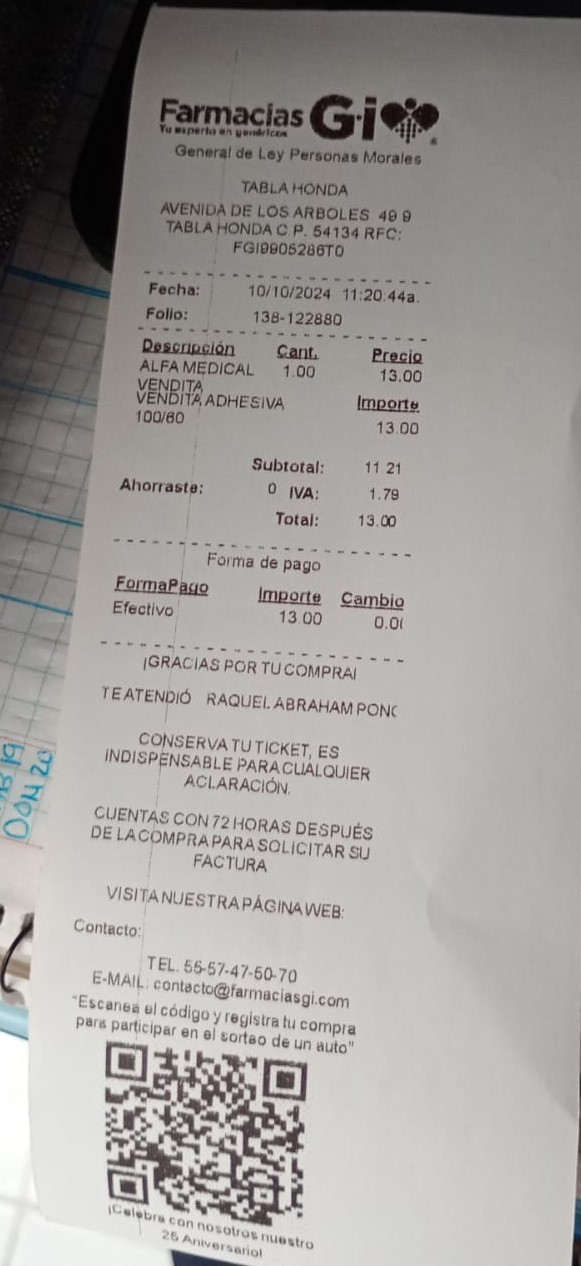 Farmacias Gi
Tu experto en genéricos
General de Ley Personas Morales
TABLA HONDA
AVENIDA DE LOS ARBOLES 49 9
TABLA HONDA C.P. 54134 RFC:
FGI9905286T0
Fecha: 10/10/2024 11:20:44a.
Folio: 138-122880
Descripción Cant. Precio
ALFA MEDICAL 1.00 13.00
VENDITA
VENDITA ADHESIVA Importe
100/60 13.00
Subtotal: 11 21
Ahorraste: 0 IVA: 1.79
Total: 13.00
Forma de pago
FormaPago Importe Cambio
Efectivo 13.00 0.0(
¡GRACIAS POR TU COMPRA!
TE ATENDIÓ RAQUEL ABRAHAM PONC
CONSERVA TU TICKET, ES
INDISPENSABLE PARA CUALQUIER
ACLARACIÓN.
CUENTAS CON 72 HORAS DESPUÉS
DE LA COMPRA PARA SOLICITAR SU
FACTURA
VISITA NUESTRA PÁGINA WEB:
Contacto:
TEL. 55-57-47-50-70
E-MAIL: contacto@farmaciasgi.com
"Escanea el código y registra tu compra
para participar en el sorteo de un auto"
¡Celebra con nosotros nuestro
25 Aniversario!
DOM 20